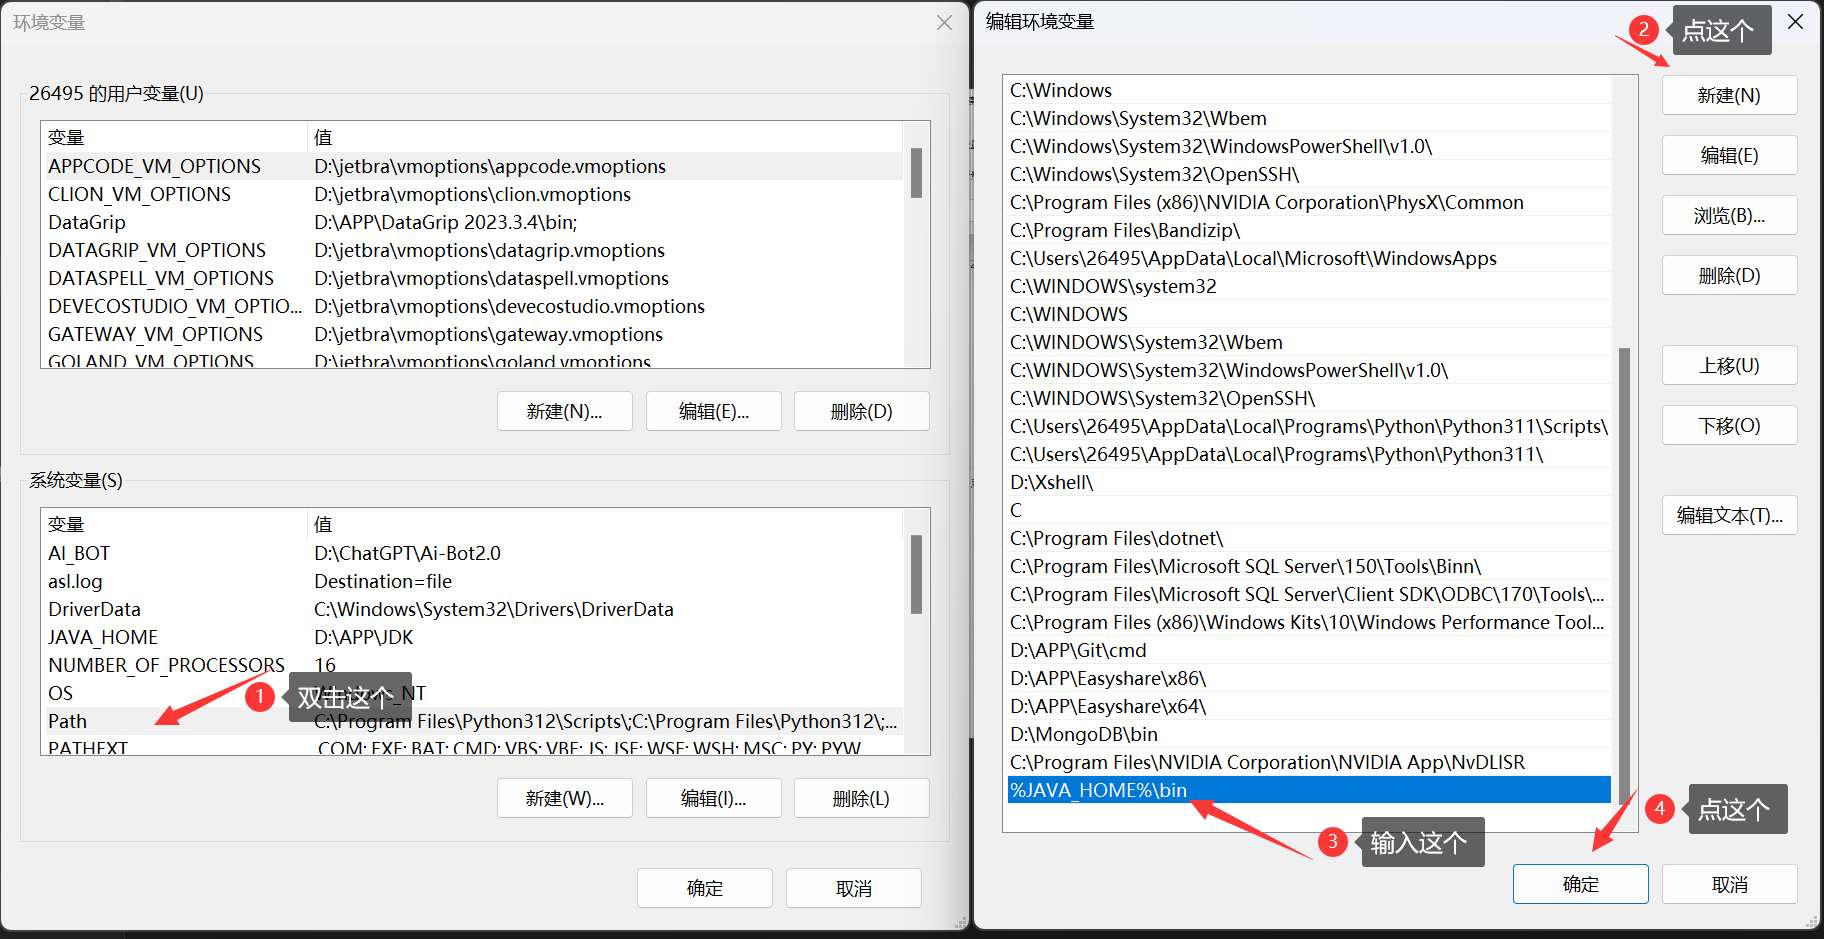 环境变量
26495 的用户变量(U)
变量 值
APPCODE_VM_OPTIONS D:\jetbra\vmoptions\appcode.vmoptions
CLION_VM_OPTIONS D:\jetbra\vmoptions\clion.vmoptions
DataGrip D:\APP\DataGrip 2023.3.4\bin;
DATAGRIP_VM_OPTIONS D:\jetbra\vmoptions\datagrip.vmoptions
DATASPELL_VM_OPTIONS D:\jetbra\vmoptions\dataspell.vmoptions
DEVECOSTUDIO_VM_OPTIO... D:\jetbra\vmoptions\devecostudio.vmoptions
GATEWAY_VM_OPTIONS D:\jetbra\vmoptions\gateway.vmoptions
GOLAND_VM_OPTIONS D:\jetbra\vmoptions\goland.vmoptions
新建(N)... 编辑(E)... 删除(D)
系统变量(S)
变量 值
AI_BOT D:\ChatGPT\Ai-Bot2.0
asl.log Destination=file
DriverData C:\Windows\System32\Drivers\DriverData
JAVA_HOME D:\APP\JDK
NUMBER_OF_PROCESSORS 16
OS Windows_NT
1 双击这个
Path C:\Program Files\Python312\Scripts\;C:\Program Files\Python312\;...
PATHEXT .COM;.EXE;.BAT;.CMD;.VBS;.VBE;.JS;.JSE;.WSF;.WSH;.MSC;.PY;.PYW
新建(W)... 编辑(I)... 删除(L)
确定 取消
编辑环境变量
2 点这个
C:\Windows
C:\Windows\System32\Wbem
C:\Windows\System32\WindowsPowerShell\v1.0\
C:\Windows\System32\OpenSSH\
C:\Program Files (x86)\NVIDIA Corporation\PhysX\Common
C:\Program Files\Bandizip\
C:\Users\26495\AppData\Local\Microsoft\WindowsApps
C:\WINDOWS\system32
C:\WINDOWS
C:\WINDOWS\System32\Wbem
C:\WINDOWS\System32\WindowsPowerShell\v1.0\
C:\WINDOWS\System32\OpenSSH\
C:\Users\26495\AppData\Local\Programs\Python\Python311\Scripts\
C:\Users\26495\AppData\Local\Programs\Python\Python311\
D:\Xshell\
C
C:\Program Files\dotnet\
C:\Program Files\Microsoft SQL Server\150\Tools\Binn\
C:\Program Files\Microsoft SQL Server\Client SDK\ODBC\170\Tools\...
C:\Program Files (x86)\Windows Kits\10\Windows Performance Tool...
D:\APP\Git\cmd
D:\APP\Easyshare\x86\
D:\APP\Easyshare\x64\
D:\MongoDB\bin
C:\Program Files\NVIDIA Corporation\NVIDIA App\NvDLISR
%JAVA_HOME%\bin
3 输入这个
新建(N)
编辑(E)
浏览(B)...
删除(D)
上移(U)
下移(O)
编辑文本(T)...
4 点这个
确定 取消